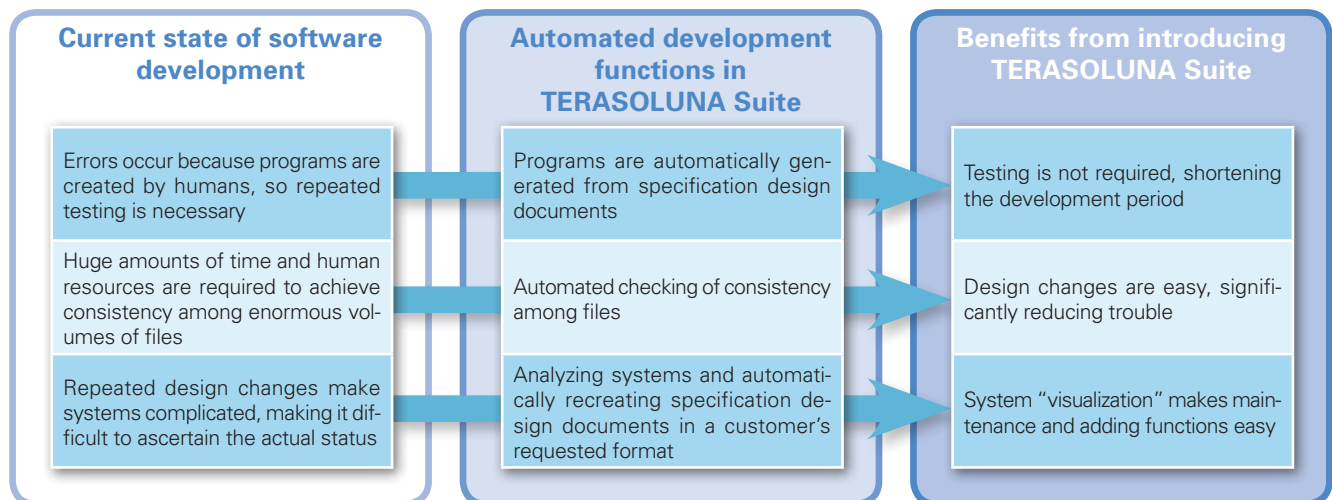 Current state of software
development
Errors occur because programs are
created by humans, so repeated
testing is necessary
Huge amounts of time and human
resources are required to achieve
consistency among enormous vol-
umes of files
Repeated design changes make
systems complicated, making it dif-
ficult to ascertain the actual status
Automated development
functions in
TERASOLUNA Suite
Programs are automatically gen-
erated from specification design
documents
Automated checking of consistency
among files
Analyzing systems and automati-
cally recreating specification de-
sign documents in a customer’s
requested format
Benefits from introducing
TERASOLUNA Suite
Testing is not required, shortening
the development period
Design changes are easy, signifi-
cantly reducing trouble
System “visualization” makes main-
tenance and adding functions easy